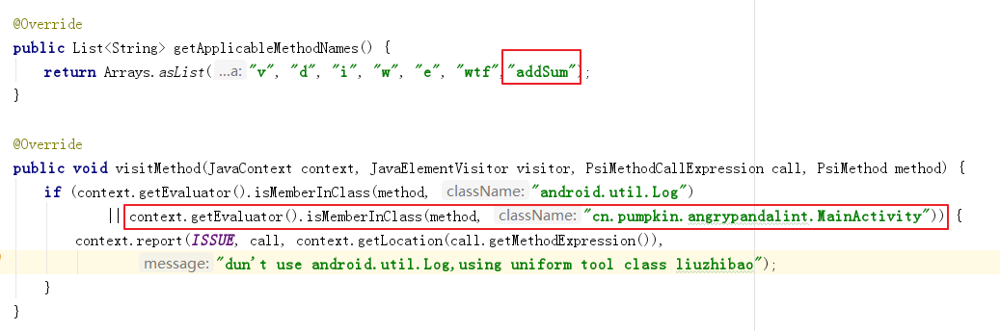 @Override
public List<String> getApplicableMethodNames() {
return Arrays.asList( ...a: "v", "d", "i", "w", "e", "wtf","addSum");
}
@Override
public void visitMethod(JavaContext context, JavaElementVisitor visitor, PsiMethodCallExpression call, PsiMethod method) {
if (context.getEvaluator().isMemberInClass(method, className: "android.util.Log")
|| context.getEvaluator().isMemberInClass(method, className: "cn.pumpkin.angrypandalint.MainActivity")) {
context.report(ISSUE, call, context.getLocation(call.getMethodExpression()),
message: "dun't use android.util.Log,using uniform tool class liuzhibao");
}
}